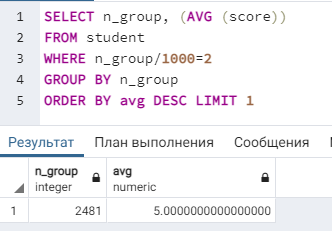 1 SELECT n_group, (AVG (score))
2 FROM student
3 WHERE n_group/1000=2
4 GROUP BY n_group
5 ORDER BY avg DESC LIMIT 1
Результат План выполнения Сообщения
n_group avg
integer numeric
1 2481 5.0000000000000000